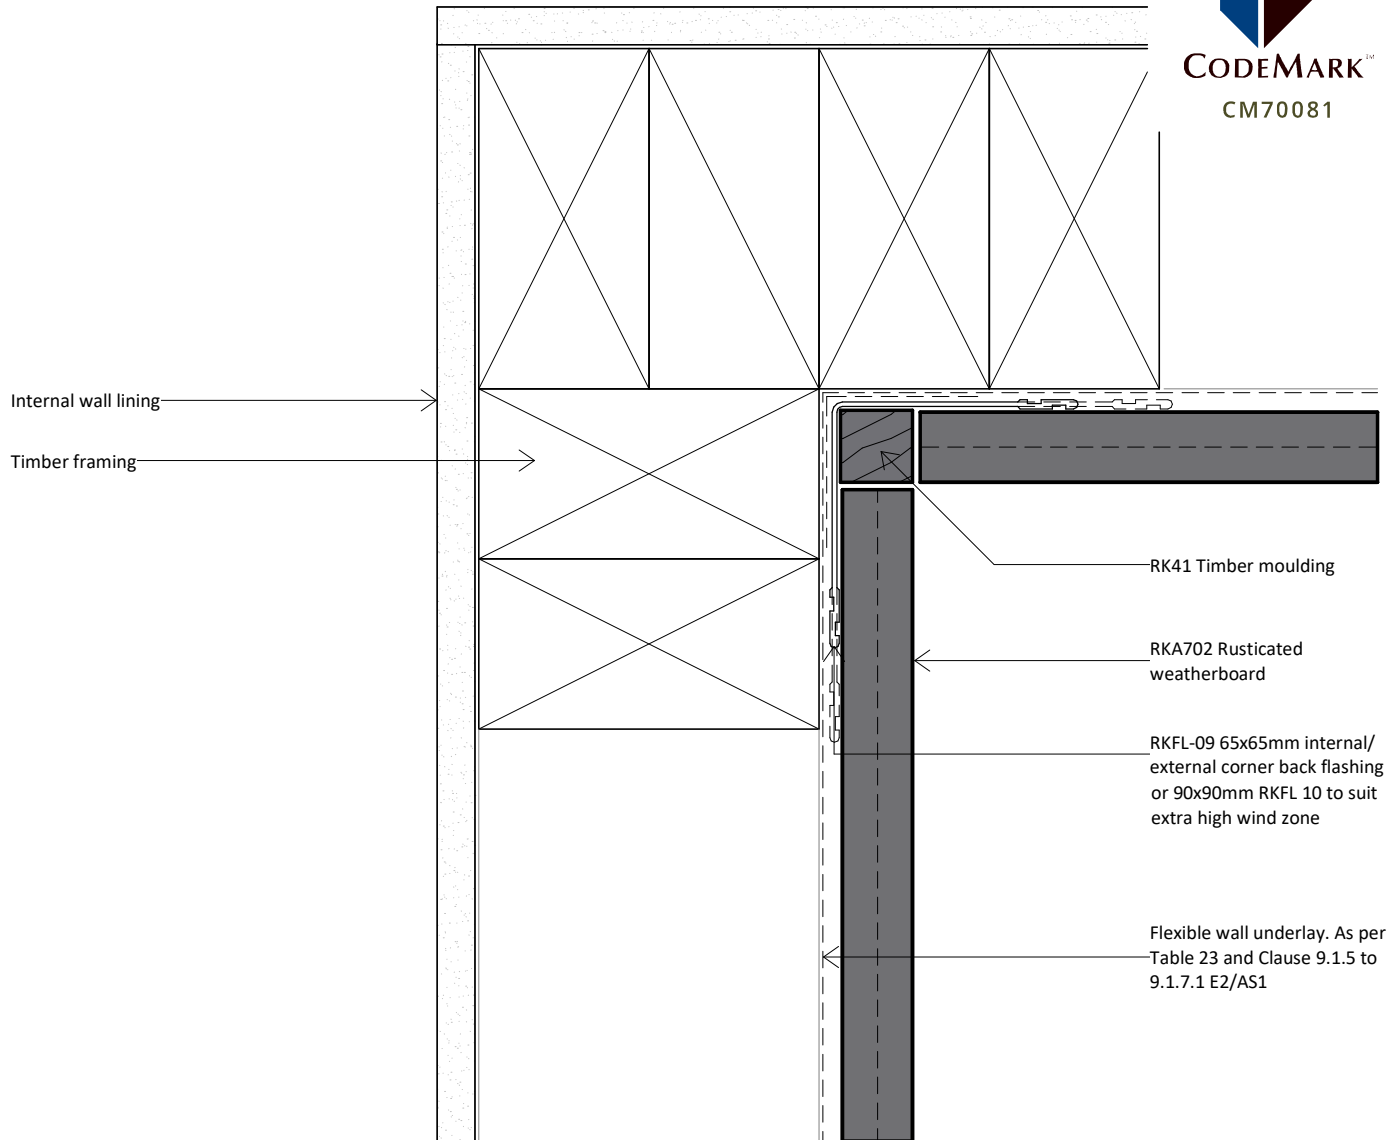 CODEMARK™
CM70081
Internal wall lining
Timber framing
RK41 Timber moulding
RKA702 Rusticated
weatherboard
RKFL-09 65x65mm internal/
external corner back flashing
or 90x90mm RKFL 10 to suit
extra high wind zone
Flexible wall underlay. As per
Table 23 and Clause 9.1.5 to
9.1.7.1 E2/AS1